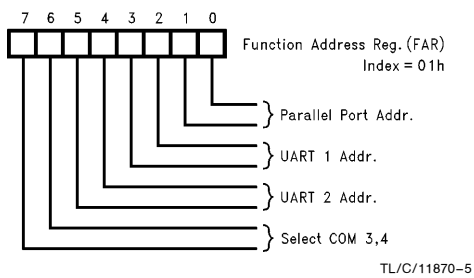 7 6 5 4 3 2 1 0
Function Address Reg. (FAR)
Index = 01h
Parallel Port Addr.
UART 1 Addr.
UART 2 Addr.
Select COM 3,4
TL/C/11870–5